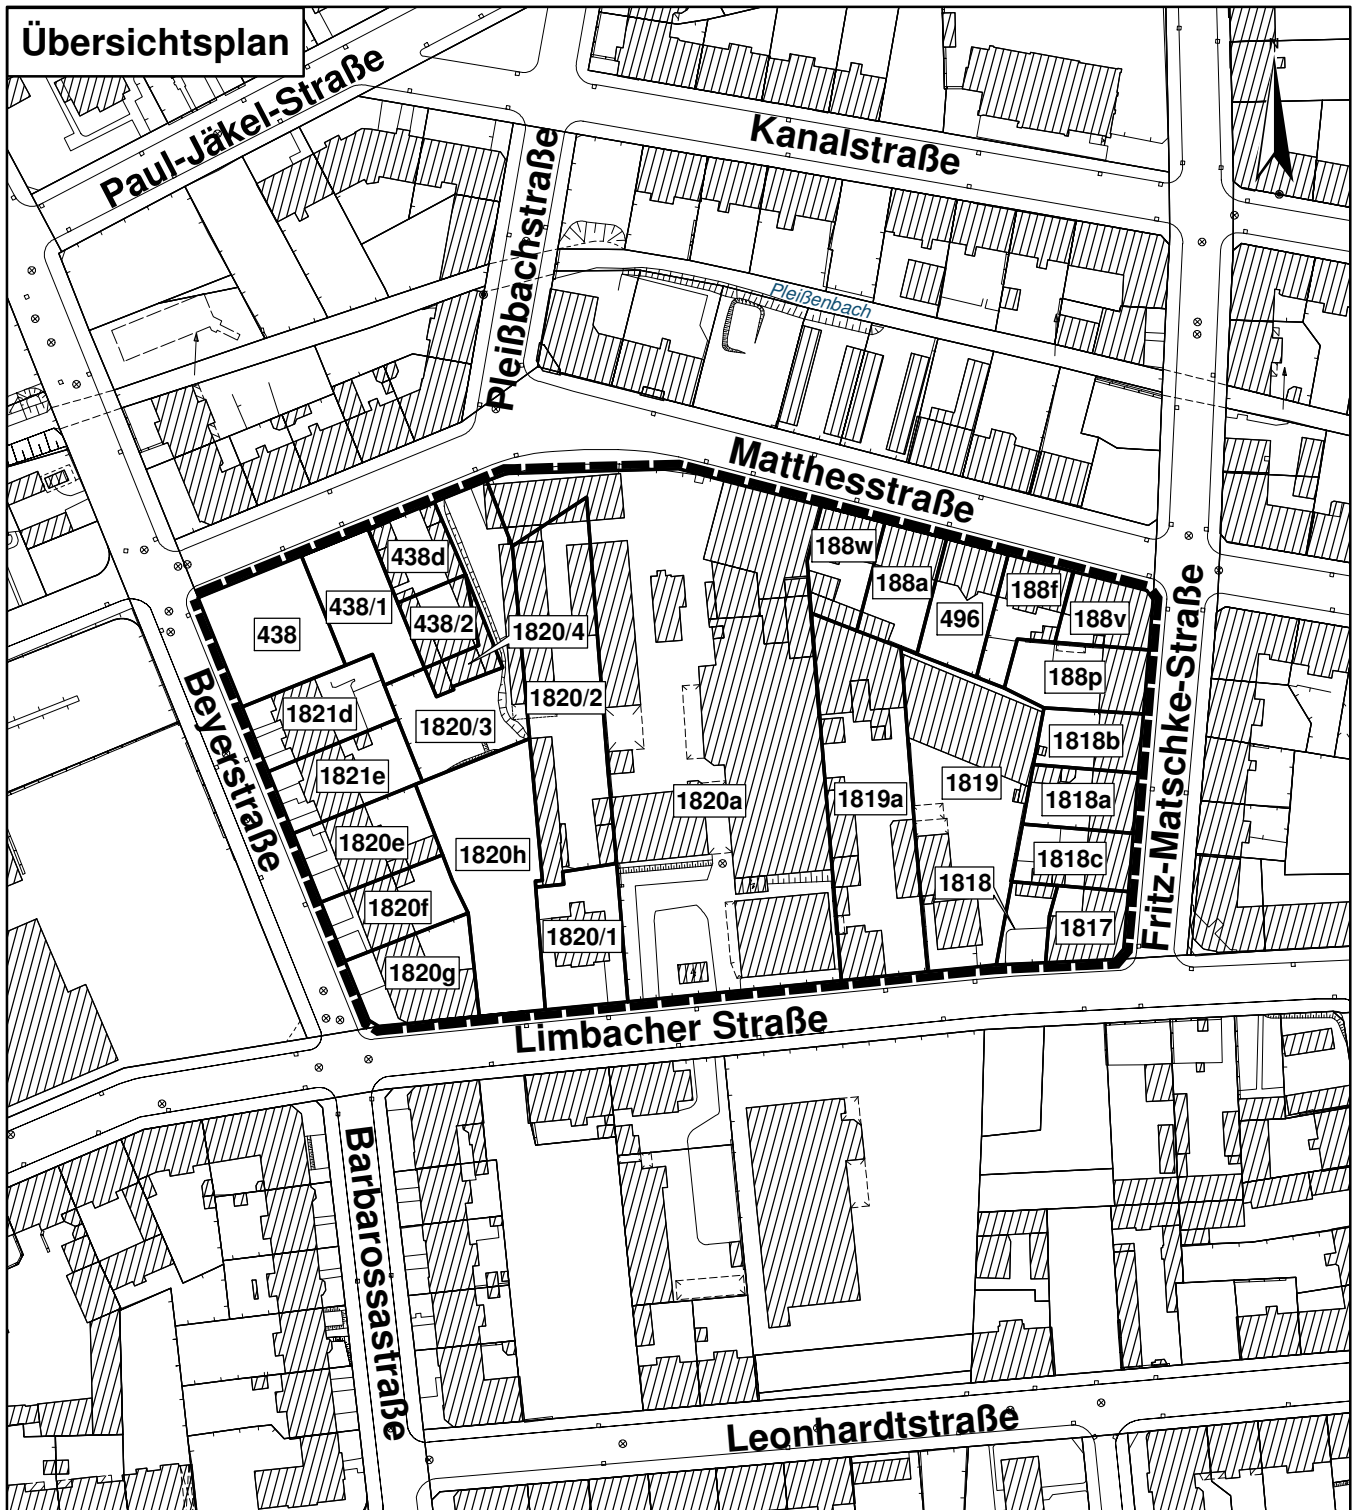 Übersichtsplan
Paul-Jäkel-Straße
Kanalstraße
Pleißbachstraße
Pleißenbach
Matthesstraße
188w
438d
188a
188f
438/1
496
188v
438/2
438
1820/4
188p
1820/2
1821d
1820/3
1818b
1821e
1819
1820a
1819a
1818a
Beyerstraße
Fritz-Matschke-Straße
1820e
1820h
1818c
1818
1820f
1817
1820/1
1820g
Limbacher Straße
Barbarossastraße
Leonhardtstraße